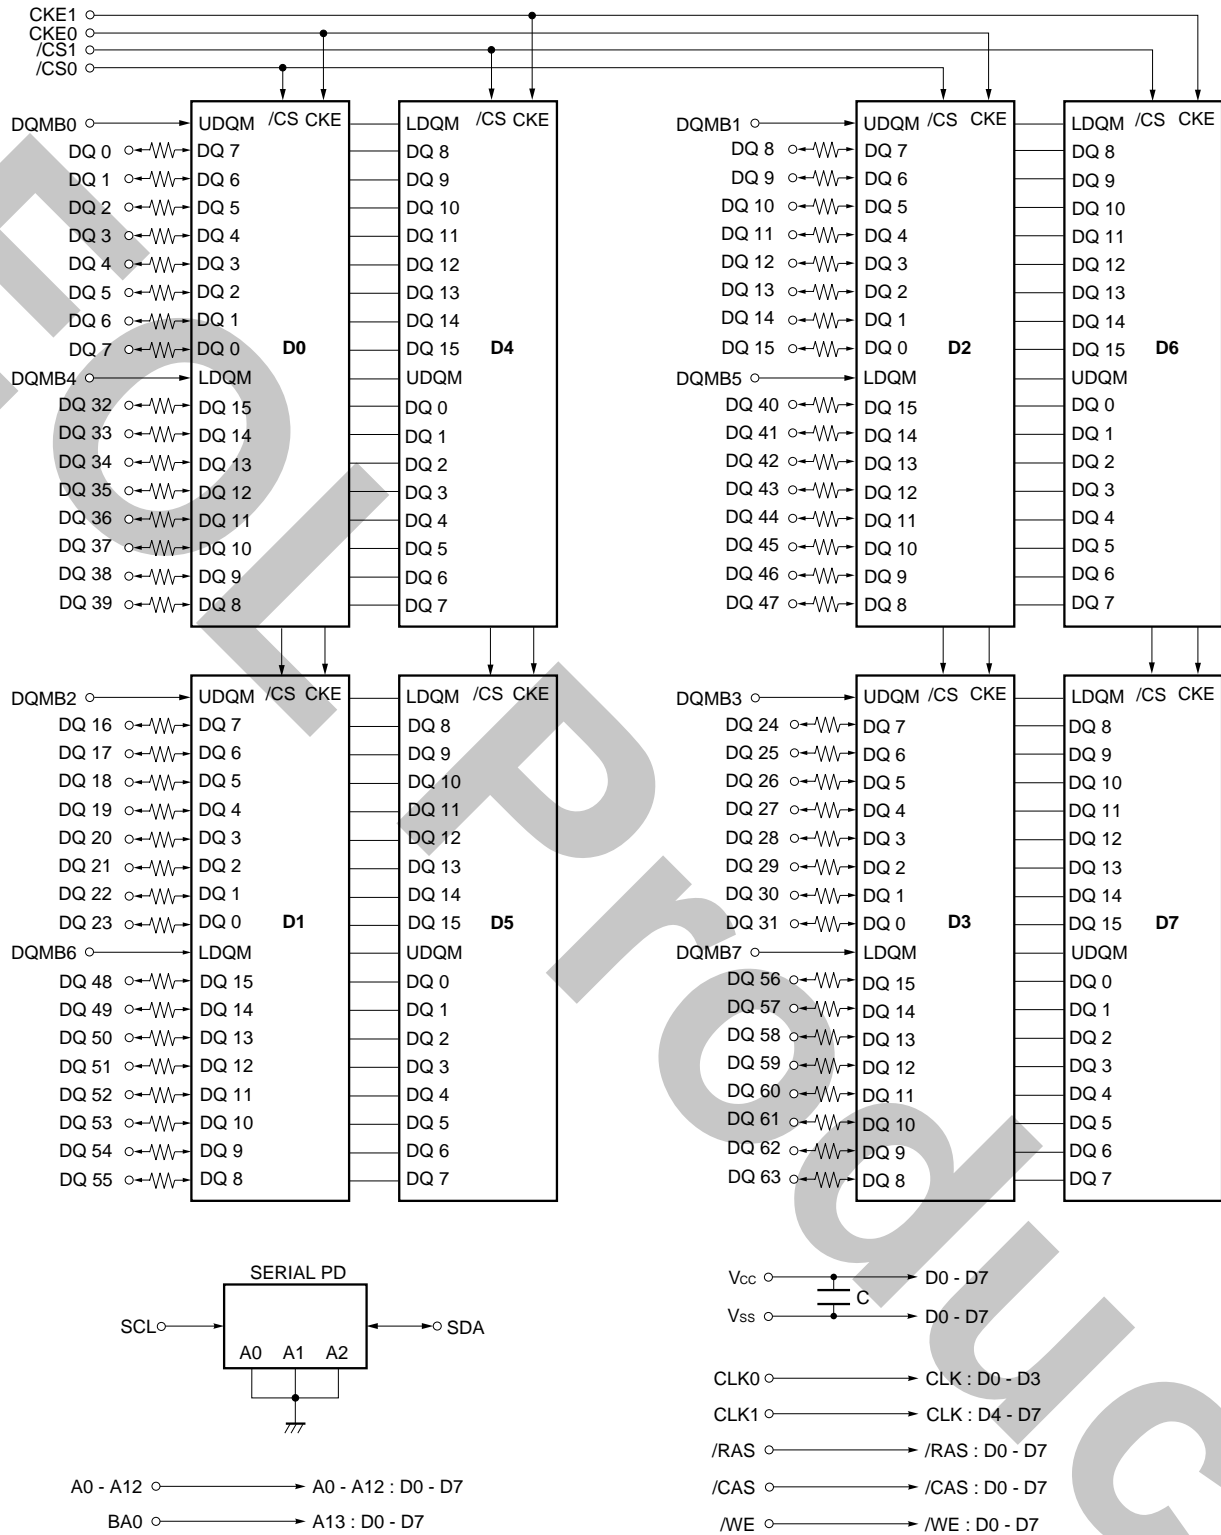 CKE1
CKE0
/CS1
/CS0
DQMB0 UDQM /CS CKE LDQM /CS CKE DQMB1 UDQM /CS CKE LDQM /CS CKE
DQ 0 DQ 7 DQ 8 DQ 8 DQ 7 DQ 8
DQ 1 DQ 6 DQ 9 DQ 9 DQ 6 DQ 9
DQ 2 DQ 5 DQ 10 DQ 10 DQ 5 DQ 10
DQ 3 DQ 4 DQ 11 DQ 11 DQ 4 DQ 11
DQ 4 DQ 3 DQ 12 DQ 12 DQ 3 DQ 12
DQ 5 DQ 2 DQ 13 DQ 13 DQ 2 DQ 13
DQ 6 DQ 1 DQ 14 DQ 14 DQ 1 DQ 14
DQ 7 DQ 0 D0 DQ 15 D4 DQ 15 DQ 0 D2 DQ 15 D6
DQMB4 LDQM UDQM DQMB5 LDQM UDQM
DQ 32 DQ 15 DQ 0 DQ 40 DQ 15 DQ 0
DQ 33 DQ 14 DQ 1 DQ 41 DQ 14 DQ 1
DQ 34 DQ 13 DQ 2 DQ 42 DQ 13 DQ 2
DQ 35 DQ 12 DQ 3 DQ 43 DQ 12 DQ 3
DQ 36 DQ 11 DQ 4 DQ 44 DQ 11 DQ 4
DQ 37 DQ 10 DQ 5 DQ 45 DQ 10 DQ 5
DQ 38 DQ 9 DQ 6 DQ 46 DQ 9 DQ 6
DQ 39 DQ 8 DQ 7 DQ 47 DQ 8 DQ 7
DQMB2 UDQM /CS CKE LDQM /CS CKE DQMB3 UDQM /CS CKE LDQM /CS CKE
DQ 16 DQ 7 DQ 8 DQ 24 DQ 7 DQ 8
DQ 17 DQ 6 DQ 9 DQ 25 DQ 6 DQ 9
DQ 18 DQ 5 DQ 10 DQ 26 DQ 5 DQ 10
DQ 19 DQ 4 DQ 11 DQ 27 DQ 4 DQ 11
DQ 20 DQ 3 DQ 12 DQ 28 DQ 3 DQ 12
DQ 21 DQ 2 DQ 13 DQ 29 DQ 2 DQ 13
DQ 22 DQ 1 DQ 14 DQ 30 DQ 1 DQ 14
DQ 23 DQ 0 D1 DQ 15 D5 DQ 31 DQ 0 D3 DQ 15 D7
DQMB6 LDQM UDQM DQMB7 LDQM UDQM
DQ 48 DQ 15 DQ 0 DQ 56 DQ 15 DQ 0
DQ 49 DQ 14 DQ 1 DQ 57 DQ 14 DQ 1
DQ 50 DQ 13 DQ 2 DQ 58 DQ 13 DQ 2
DQ 51 DQ 12 DQ 3 DQ 59 DQ 12 DQ 3
DQ 52 DQ 11 DQ 4 DQ 60 DQ 11 DQ 4
DQ 53 DQ 10 DQ 5 DQ 61 DQ 10 DQ 5
DQ 54 DQ 9 DQ 6 DQ 62 DQ 9 DQ 6
DQ 55 DQ 8 DQ 7 DQ 63 DQ 8 DQ 7
EOL Produc
SERIAL PD
SCL SDA
A0 A1 A2
Vcc D0 - D7
C
Vss D0 - D7
CLK0 CLK : D0 - D3
CLK1 CLK : D4 - D7
/RAS /RAS : D0 - D7
A0 - A12 A0 - A12 : D0 - D7 /CAS /CAS : D0 - D7
BA0 A13 : D0 - D7 /WE /WE : D0 - D7